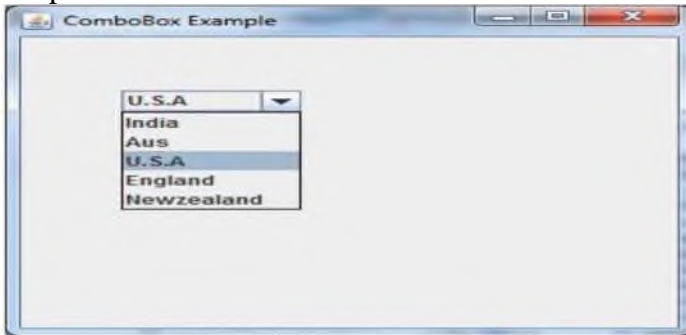 ComboBox Example
U.S.A
India
Aus
U.S.A
England
Newzealand